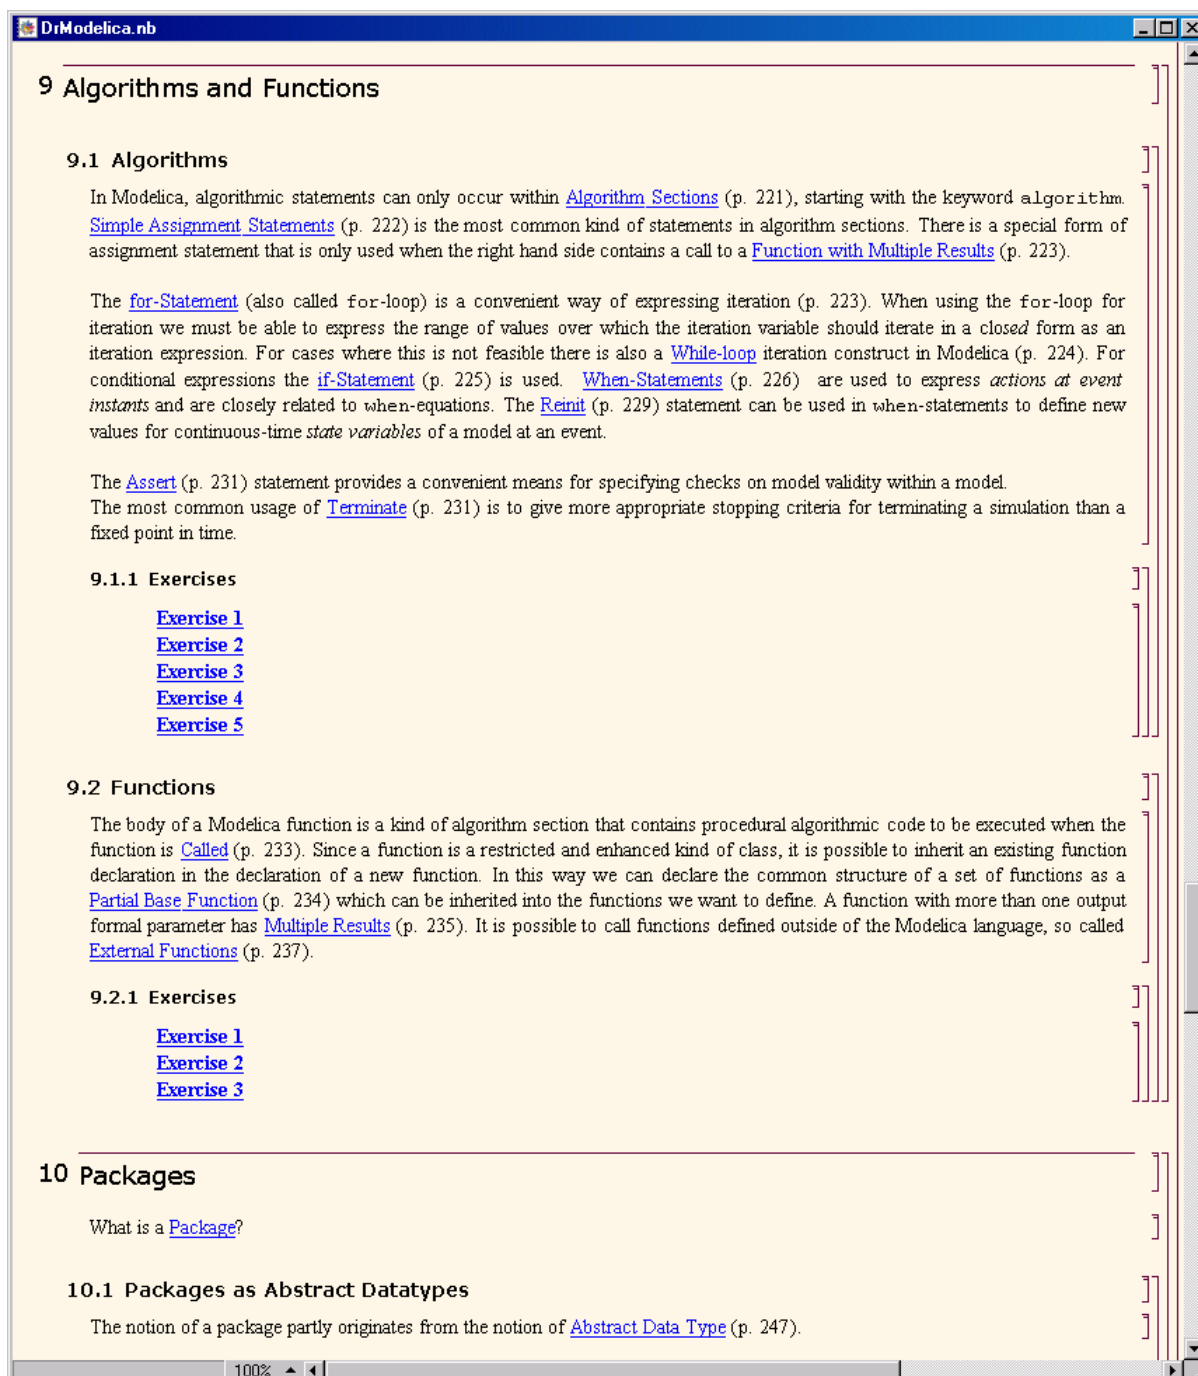 DrModelica.nb
9 Algorithms and Functions
9.1 Algorithms
In Modelica, algorithmic statements can only occur within Algorithm Sections (p. 221), starting with the keyword algorithm.
Simple Assignment Statements (p. 222) is the most common kind of statements in algorithm sections. There is a special form of
assignment statement that is only used when the right hand side contains a call to a Function with Multiple Results (p. 223).
The for-Statement (also called for-loop) is a convenient way of expressing iteration (p. 223). When using the for-loop for
iteration we must be able to express the range of values over which the iteration variable should iterate in a closed form as an
iteration expression. For cases where this is not feasible there is also a While-loop iteration construct in Modelica (p. 224). For
conditional expressions the if-Statement (p. 225) is used. When-Statements (p. 226) are used to express actions at event
instants and are closely related to when-equations. The Reinit (p. 229) statement can be used in when-statements to define new
values for continuous-time state variables of a model at an event.
The Assert (p. 231) statement provides a convenient means for specifying checks on model validity within a model.
The most common usage of Terminate (p. 231) is to give more appropriate stopping criteria for terminating a simulation than a
fixed point in time.
9.1.1 Exercises
Exercise 1
Exercise 2
Exercise 3
Exercise 4
Exercise 5
9.2 Functions
The body of a Modelica function is a kind of algorithm section that contains procedural algorithmic code to be executed when the
function is Called (p. 233). Since a function is a restricted and enhanced kind of class, it is possible to inherit an existing function
declaration in the declaration of a new function. In this way we can declare the common structure of a set of functions as a
Partial Base Function (p. 234) which can be inherited into the functions we want to define. A function with more than one output
formal parameter has Multiple Results (p. 235). It is possible to call functions defined outside of the Modelica language, so called
External Functions (p. 237).
9.2.1 Exercises
Exercise 1
Exercise 2
Exercise 3
10 Packages
What is a Package?
10.1 Packages as Abstract Datatypes
The notion of a package partly originates from the notion of Abstract Data Type (p. 247).
100%